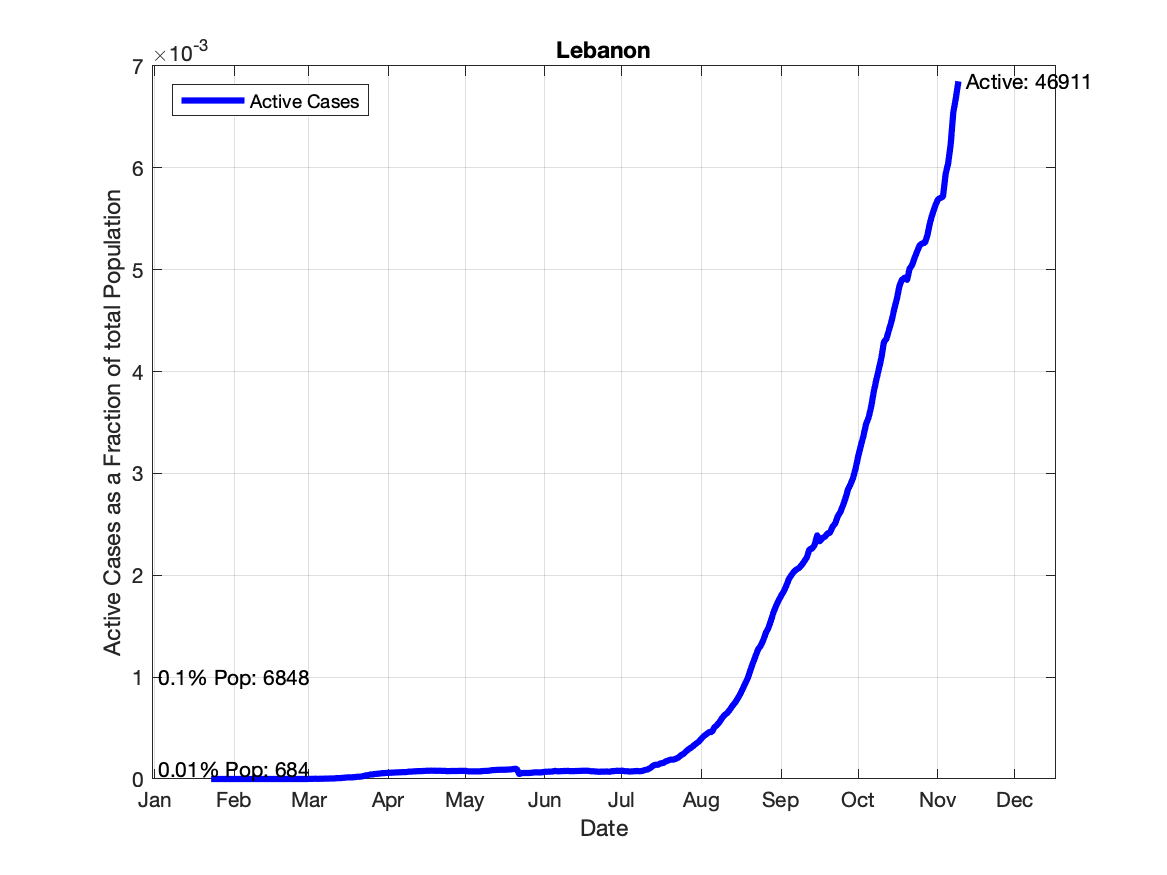 Lebanon
×10-3
7
6
5
4
3
2
1
0
Active Cases as a Fraction of total Population
Active Cases
Active: 46911
0.1% Pop: 6848
0.01% Pop: 684
Jan Feb Mar Apr May Jun Jul Aug Sep Oct Nov Dec
Date